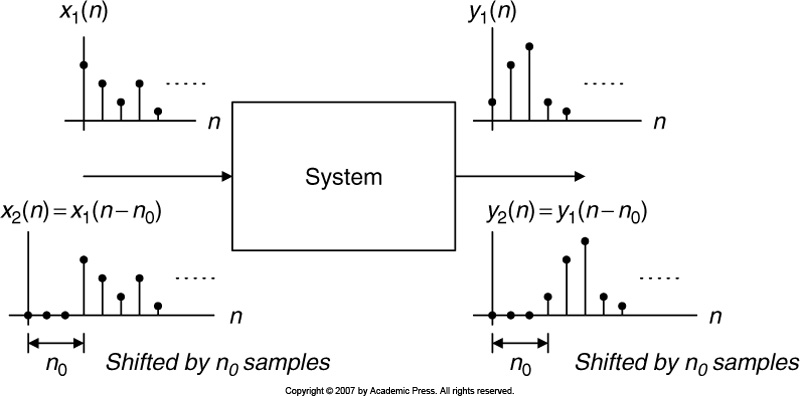 x₁(n)
y₁(n)
n
n
System
x₂(n) = x₁(n − n₀)
y₂(n) = y₁(n − n₀)
n
n
n₀
Shifted by n₀ samples
n₀
Shifted by n₀ samples
Copyright © 2007 by Academic Press. All rights reserved.